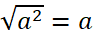 √a² = a